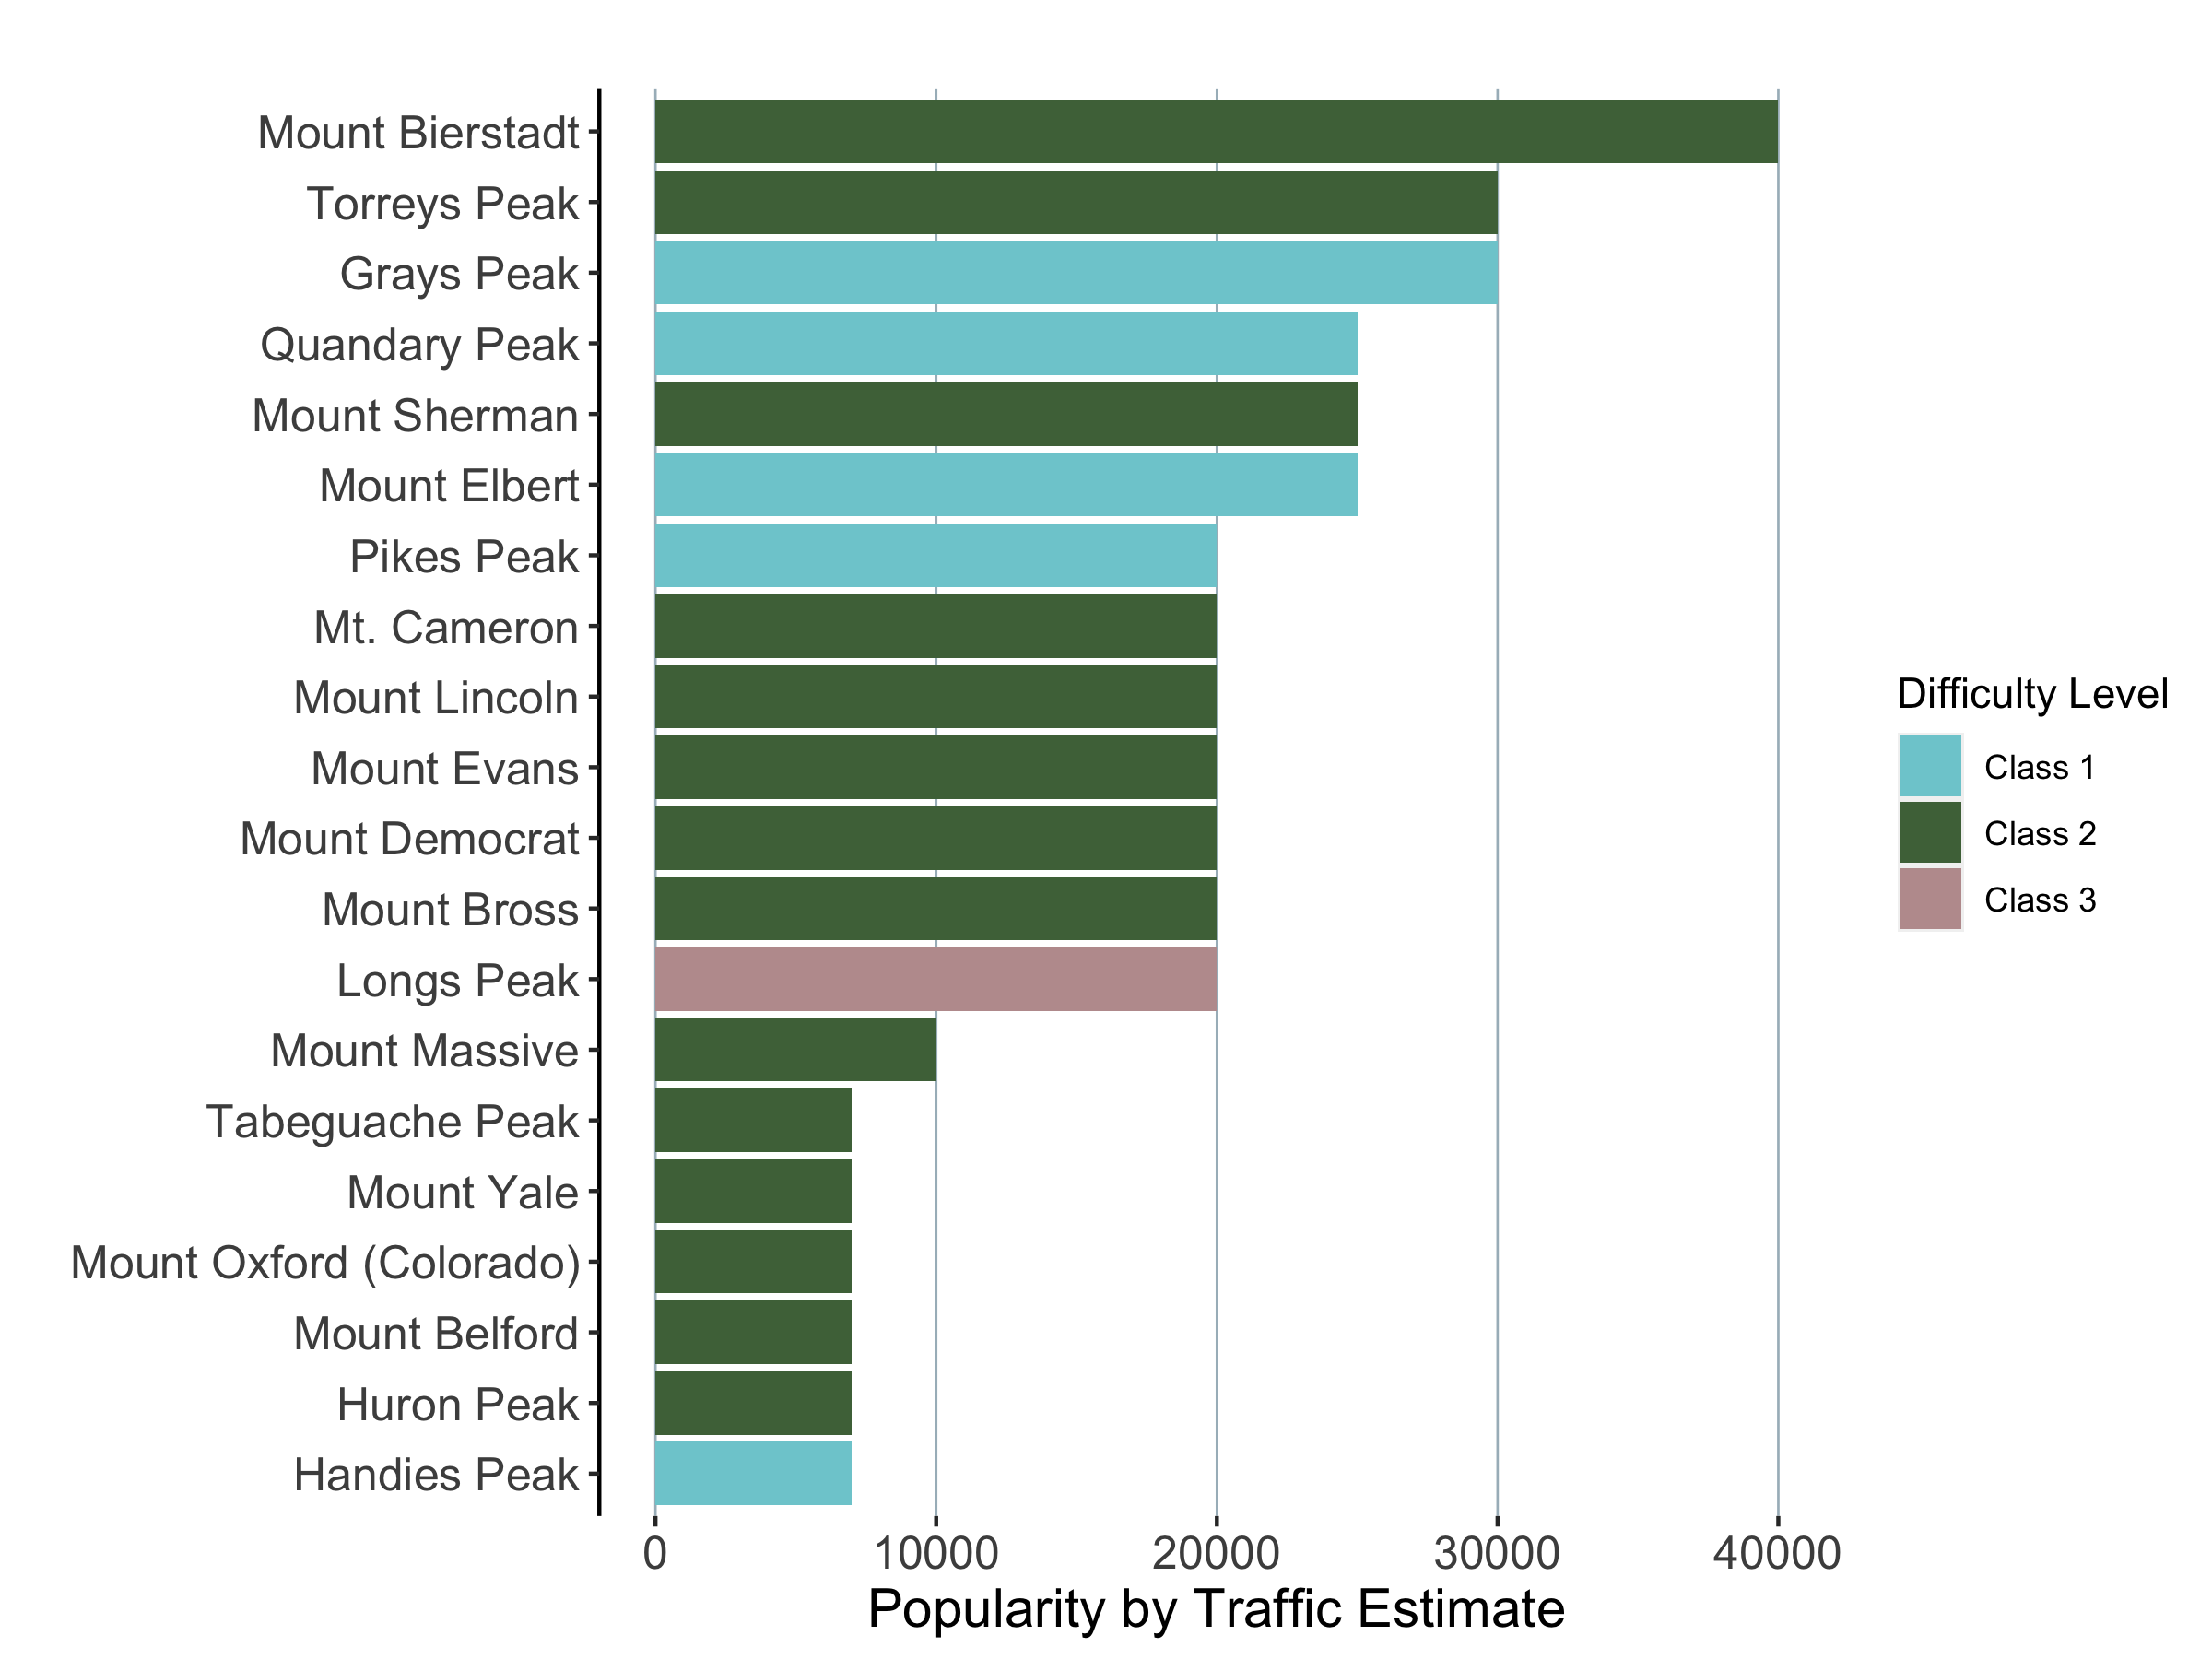 Mount Bierstadt
Torreys Peak
Grays Peak
Quandary Peak
Mount Sherman
Mount Elbert
Pikes Peak
Mt. Cameron
Mount Lincoln
Mount Evans
Mount Democrat
Mount Bross
Longs Peak
Mount Massive
Tabeguache Peak
Mount Yale
Mount Oxford (Colorado)
Mount Belford
Huron Peak
Handies Peak
0 10000 20000 30000 40000
Popularity by Traffic Estimate
Difficulty Level
Class 1
Class 2
Class 3